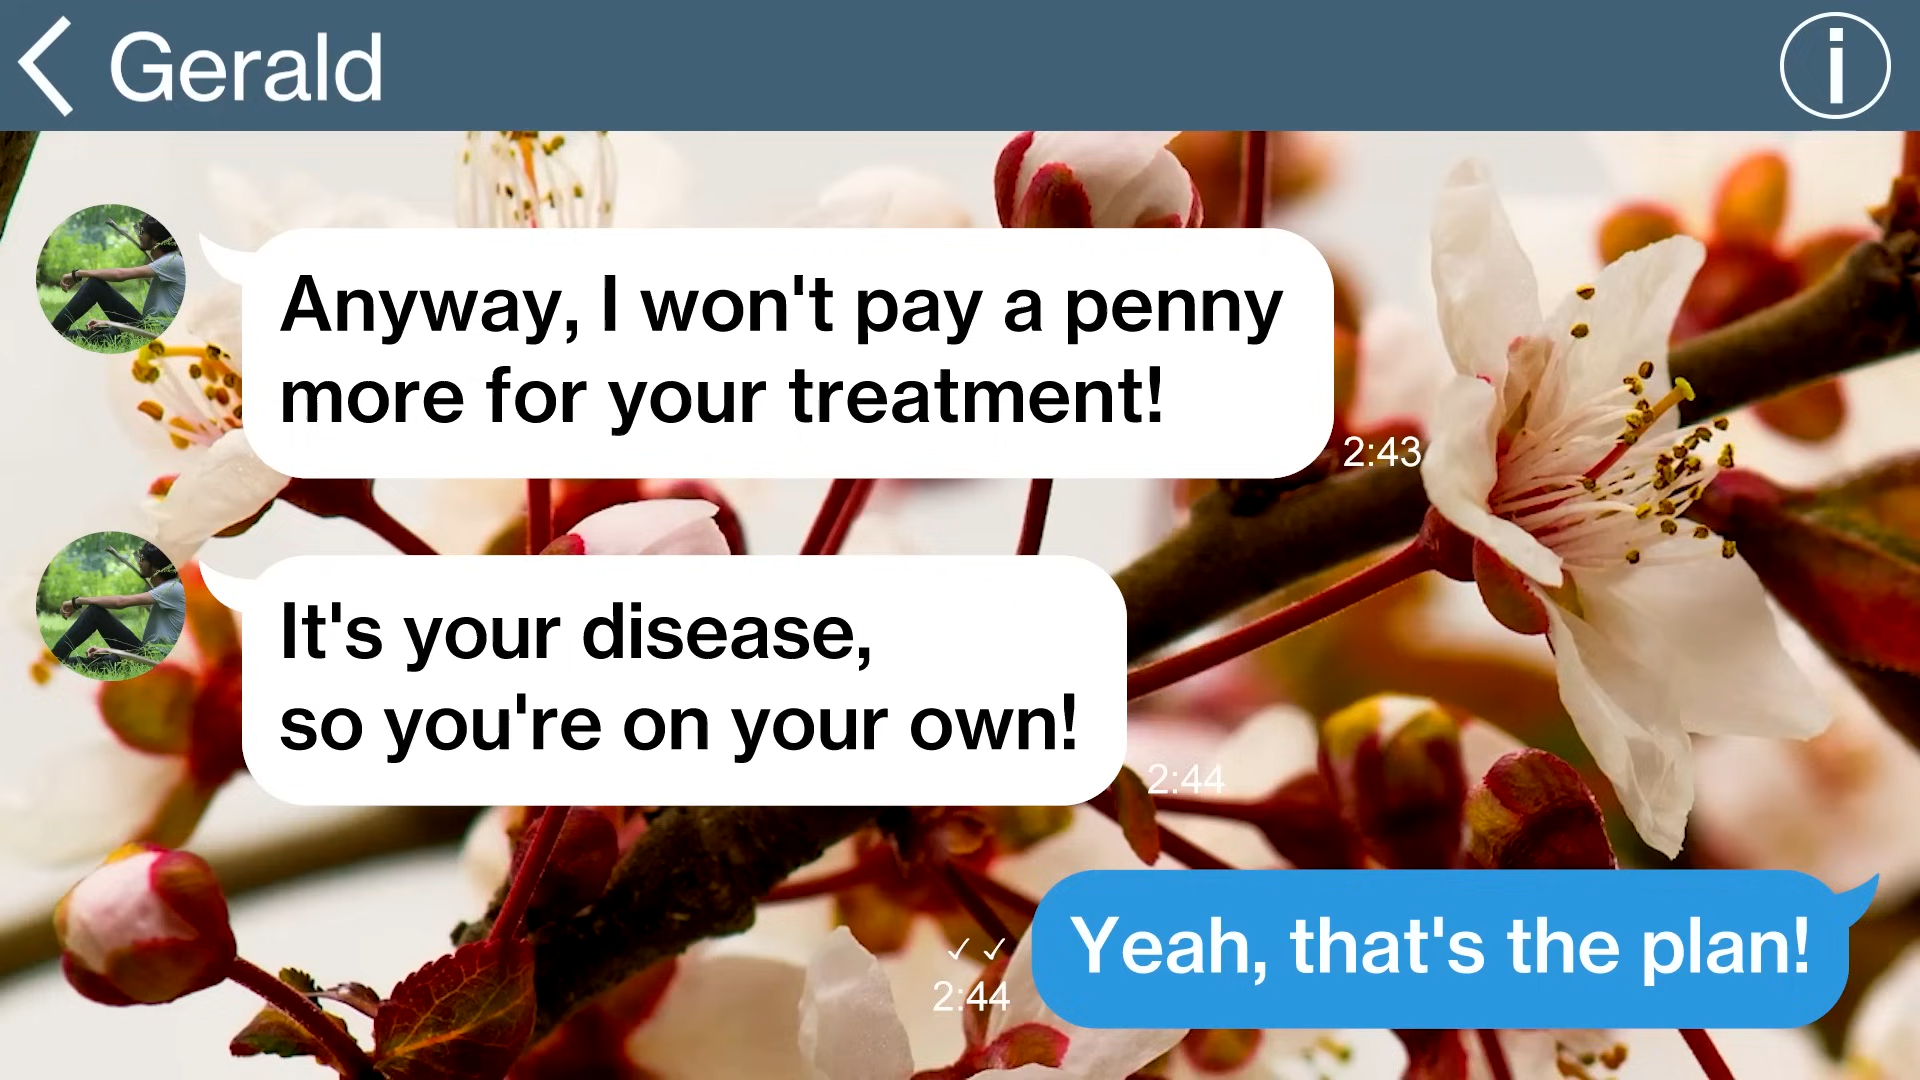 Gerald
i
Anyway, I won't pay a penny
more for your treatment!
2:43
It's your disease,
so you're on your own!
2:44
Yeah, that's the plan!
✓✓
2:44